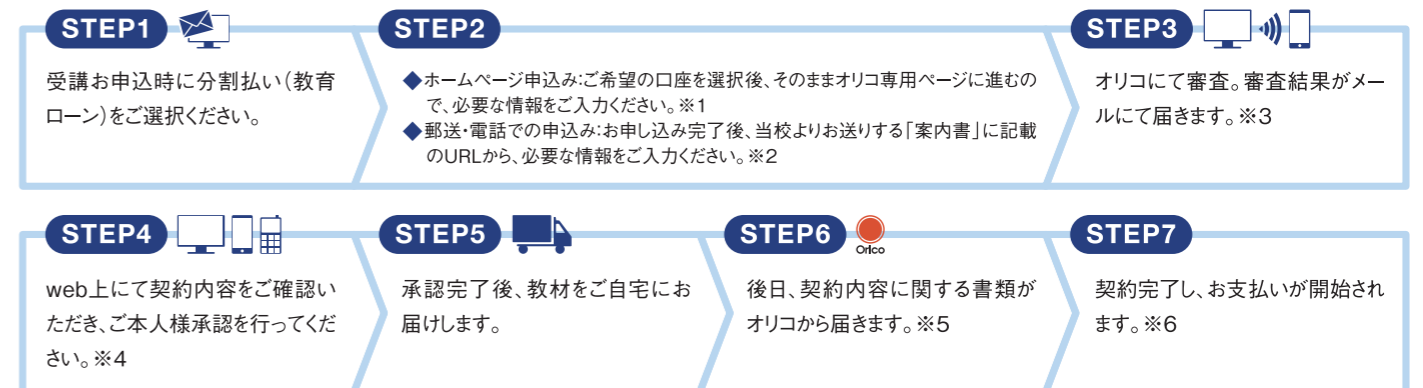 STEP1
受講お申込時に分割払い(教育
ローン)をご選択ください。
STEP2
◆ホームページ申込み:ご希望の口座を選択後、そのままオリコ専用ページに進むの
で、必要な情報をご入力ください。※1
◆郵送・電話での申込み:お申し込み完了後、当校よりお送りする「案内書」に記載
のURLから、必要な情報をご入力ください。※2
STEP3
オリコにて審査。審査結果がメー
ルにて届きます。※3
STEP4
web上にて契約内容をご確認い
ただき、ご本人様承認を行ってくだ
さい。※4
STEP5
承認完了後、教材をご自宅にお
届けします。
STEP6
Orico
後日、契約内容に関する書類が
オリコから届きます。※5
STEP7
契約完了し、お支払いが開始され
ます。※6